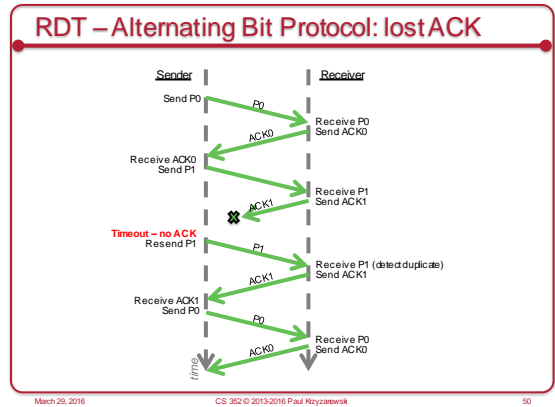 RDT – Alternating Bit Protocol: lost ACK
Sender
Receiver
Send P0
P0
Receive P0
Send ACK0
ACK0
Receive ACK0
Send P1
Receive P1
Send ACK1
ACK1
Timeout – no ACK
Resend P1
P1
Receive P1 (detect duplicate)
Send ACK1
ACK1
Receive ACK1
Send P0
P0
Receive P0
Send ACK0
ACK0
time
March 29, 2016
CS 352 © 2013-2016 Paul Krzyzanowski
50